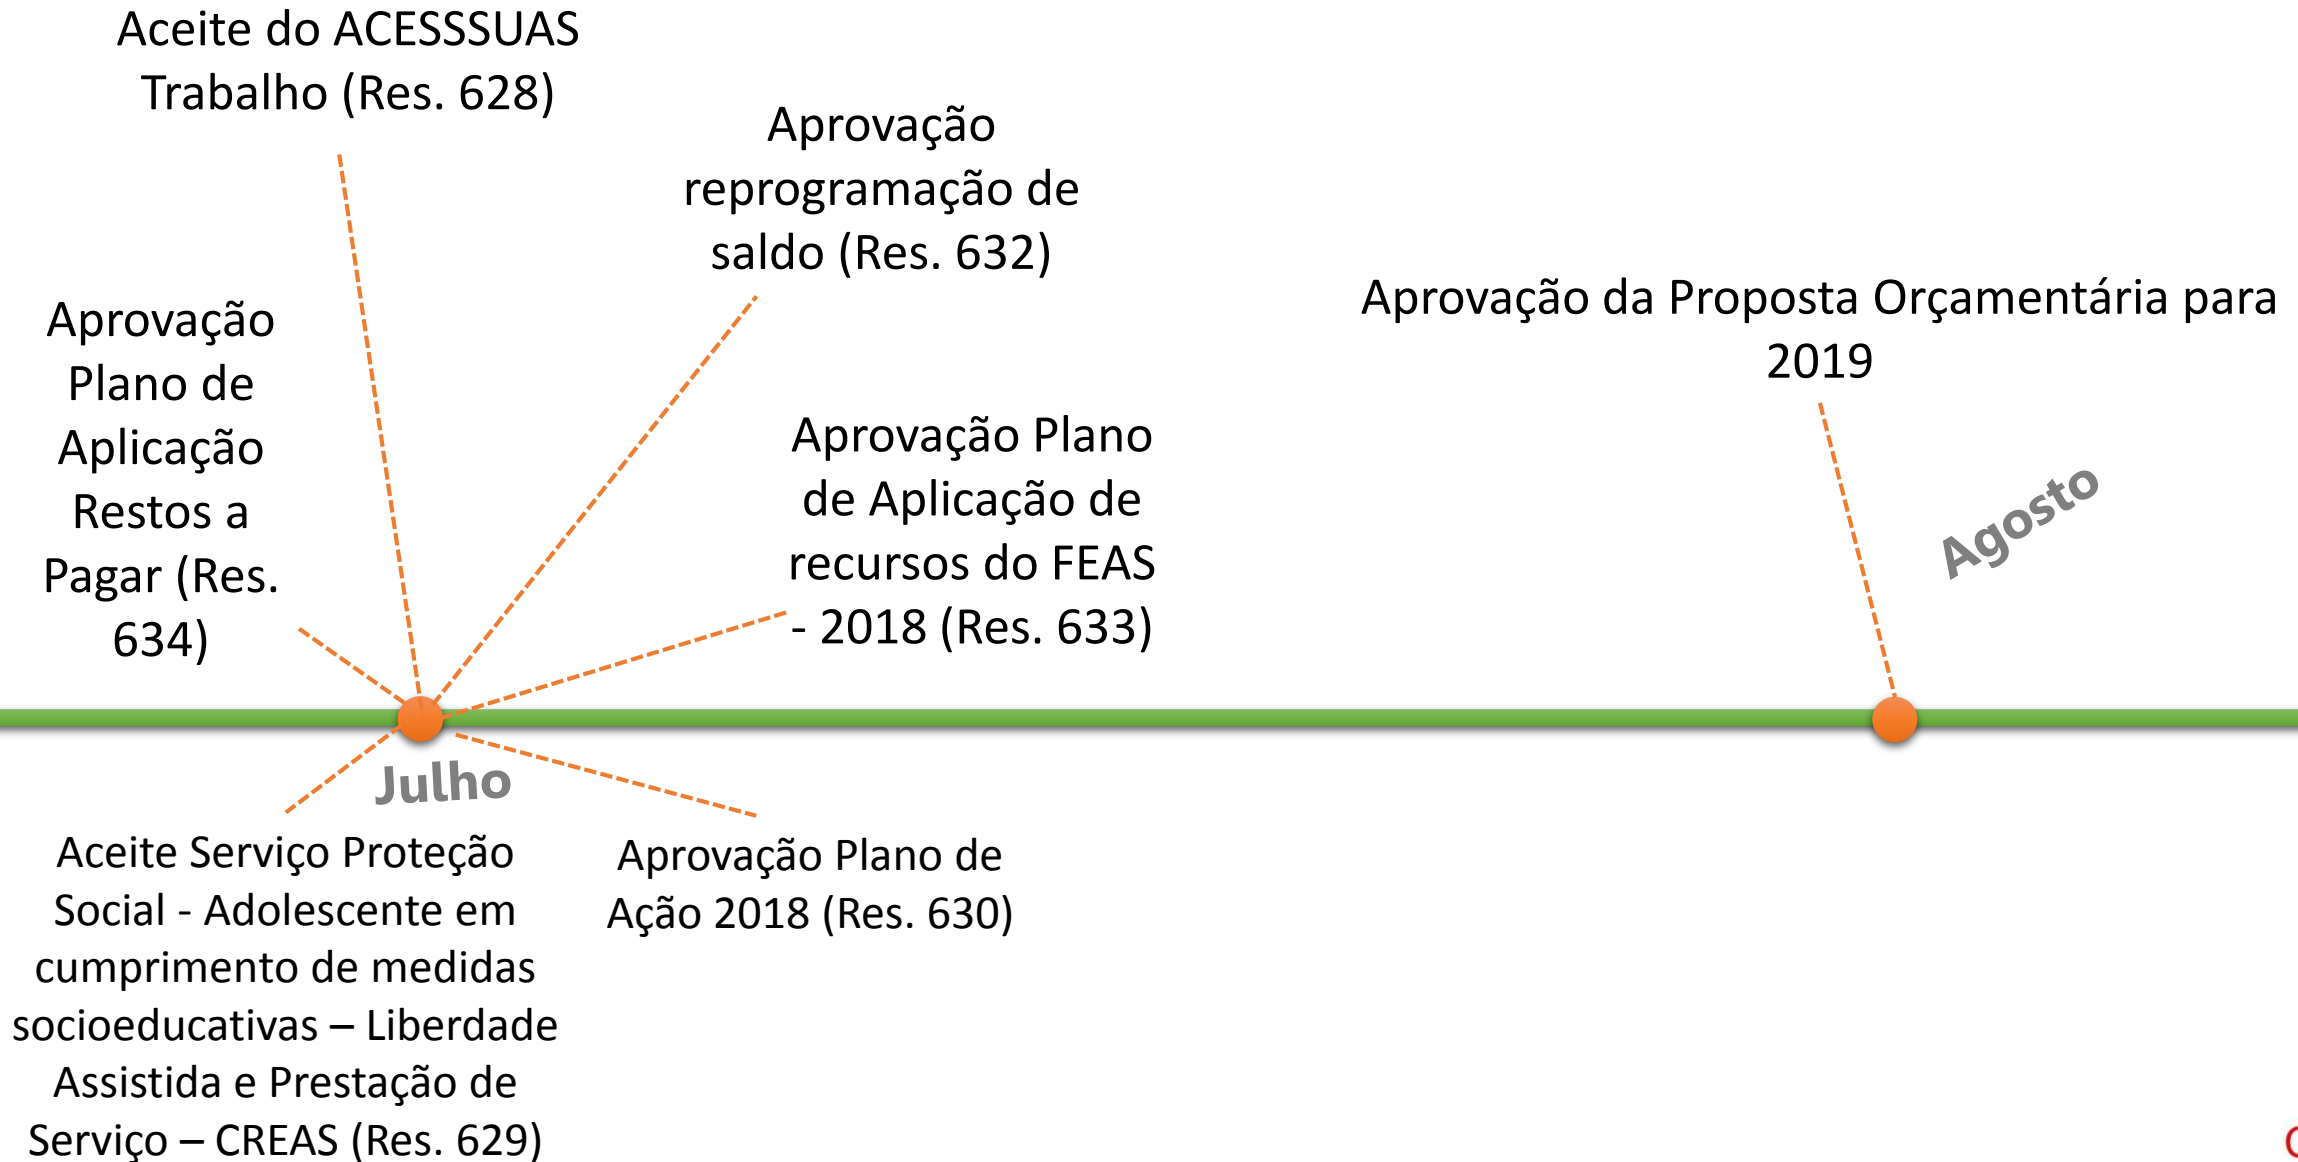 Aceite do ACESSSUAS
Trabalho (Res. 628)
Aprovação
reprogramação de
saldo (Res. 632)
Aprovação
Plano de
Aplicação
Restos a
Pagar (Res.
634)
Aprovação Plano
de Aplicação de
recursos do FEAS
- 2018 (Res. 633)
Aprovação da Proposta Orçamentária para
2019
Agosto
Julho
Aceite Serviço Proteção
Social - Adolescente em
cumprimento de medidas
socioeducativas – Liberdade
Assistida e Prestação de
Serviço – CREAS (Res. 629)
Aprovação Plano de
Ação 2018 (Res. 630)